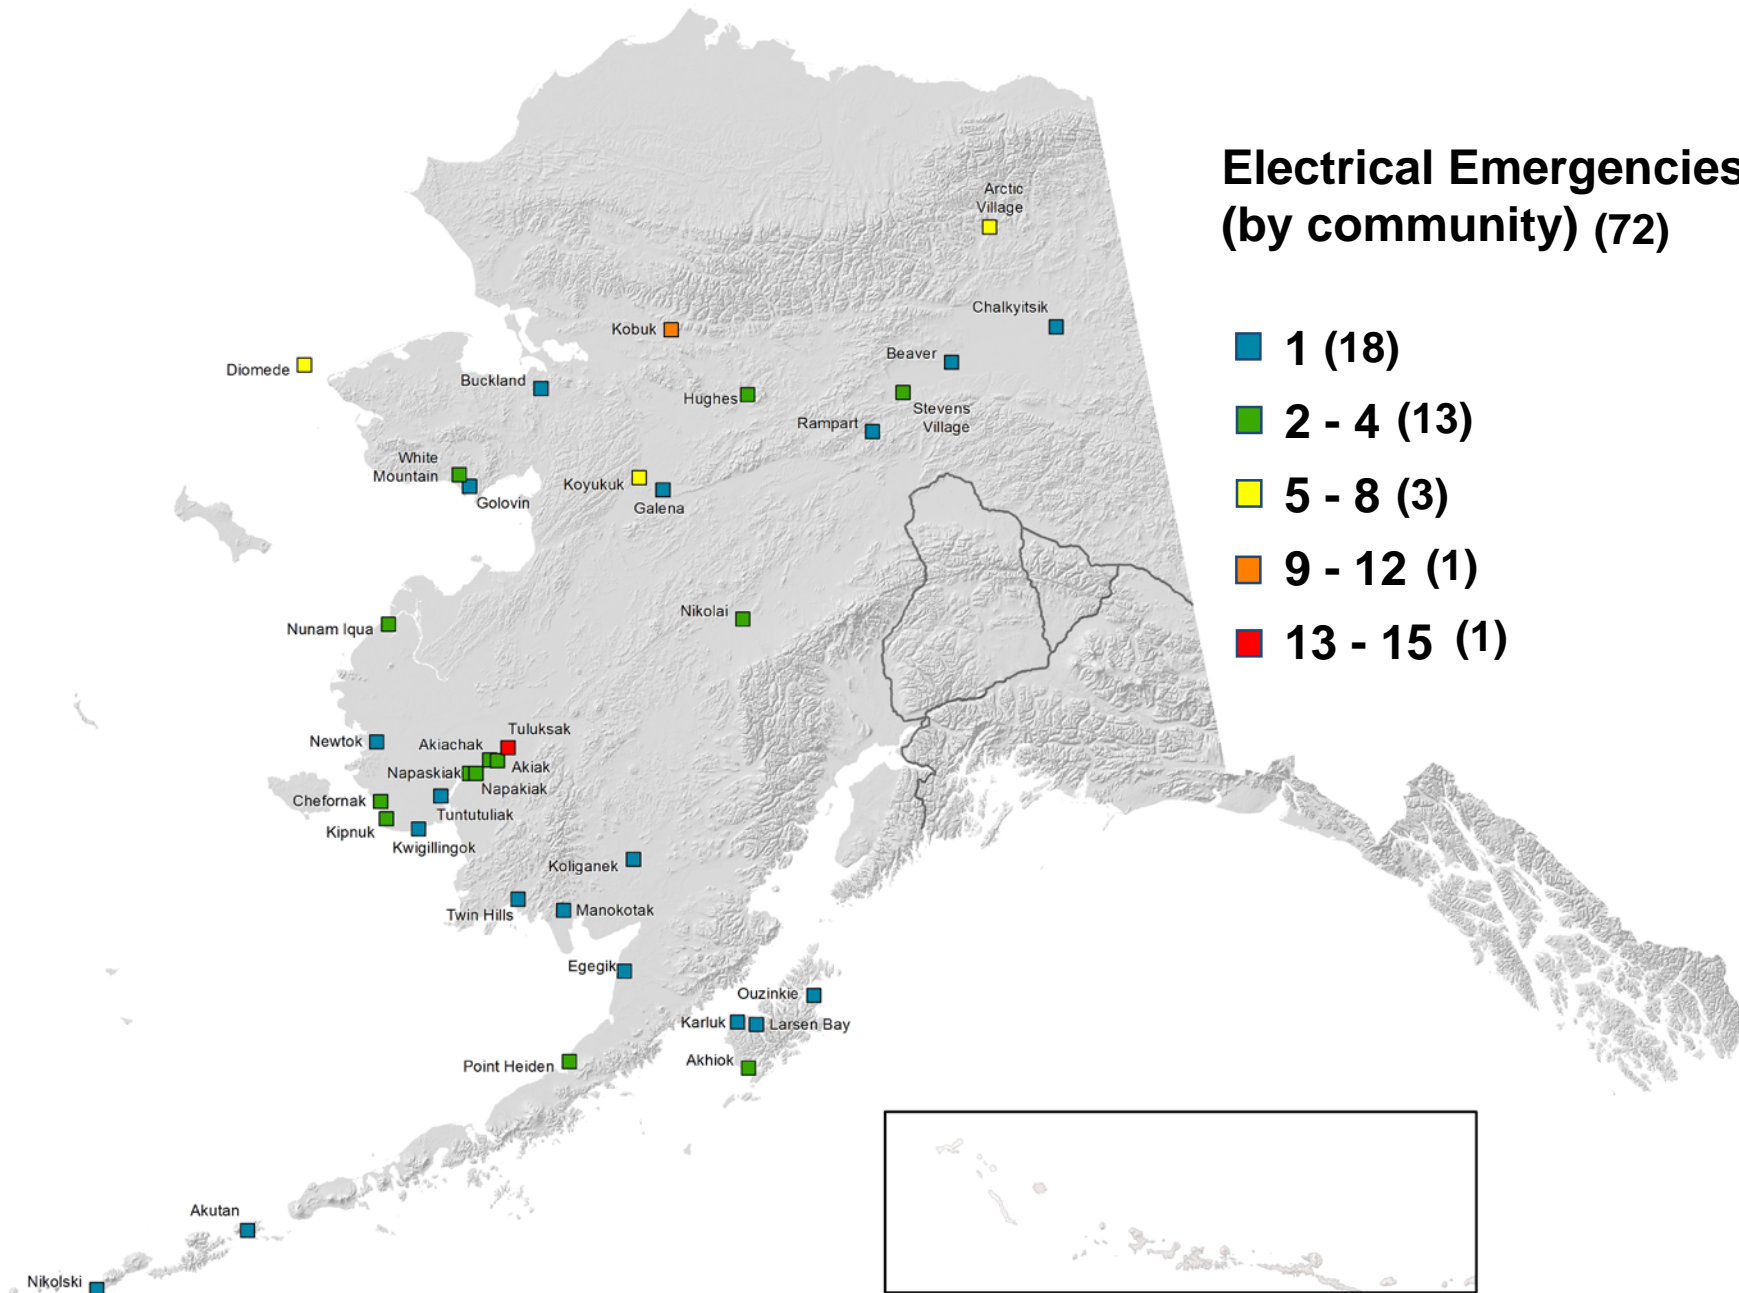 Electrical Emergencies
(by community) (72)
1 (18)
2 - 4 (13)
5 - 8 (3)
9 - 12 (1)
13 - 15 (1)
Arctic
Village
Chalkyitsik
Kobuk
Beaver
Diomede
Buckland
Hughes
Stevens
Village
Rampart
White
Mountain
Golovin
Koyukuk
Galena
Nikolai
Nunam Iqua
Tuluksak
Newtok
Akiachak
Akiak
Napaskiak
Napakiak
Chefornak
Tuntutuliak
Kipnuk
Kwigillingok
Koliganek
Twin Hills
Manokotak
Egegik
Ouzinkie
Karluk
Larsen Bay
Point Heiden
Akhiok
Akutan
Nikolski